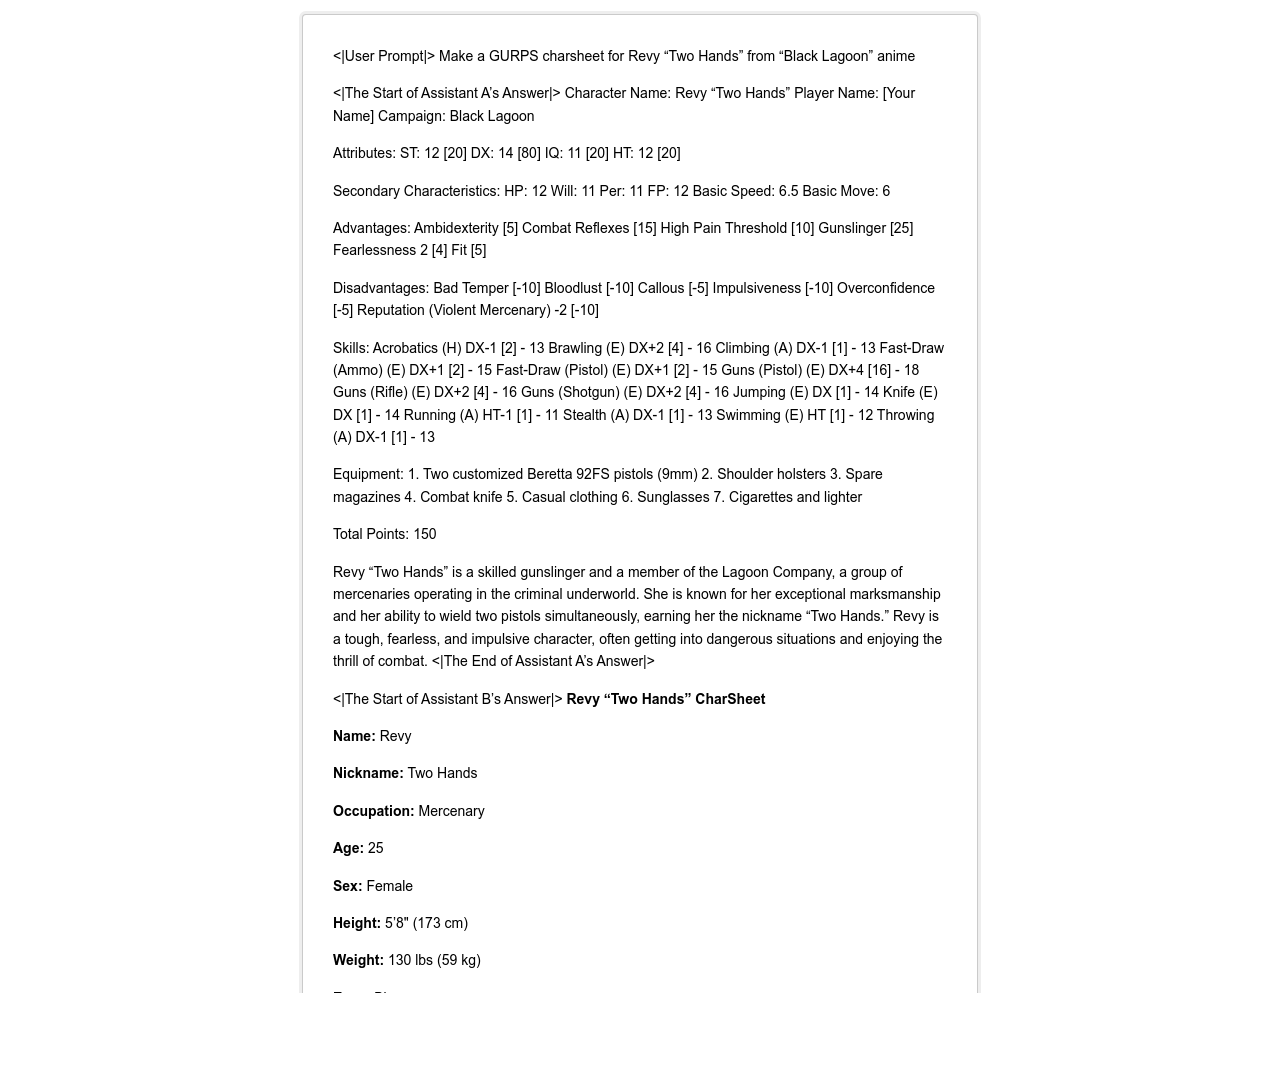 <|User Prompt|> Make a GURPS charsheet for Revy “Two Hands” from “Black Lagoon” anime
<|The Start of Assistant A’s Answer|> Character Name: Revy “Two Hands” Player Name: [Your
Name] Campaign: Black Lagoon
Attributes: ST: 12 [20] DX: 14 [80] IQ: 11 [20] HT: 12 [20]
Secondary Characteristics: HP: 12 Will: 11 Per: 11 FP: 12 Basic Speed: 6.5 Basic Move: 6
Advantages: Ambidexterity [5] Combat Reflexes [15] High Pain Threshold [10] Gunslinger [25]
Fearlessness 2 [4] Fit [5]
Disadvantages: Bad Temper [-10] Bloodlust [-10] Callous [-5] Impulsiveness [-10] Overconfidence
[-5] Reputation (Violent Mercenary) -2 [-10]
Skills: Acrobatics (H) DX-1 [2] - 13 Brawling (E) DX+2 [4] - 16 Climbing (A) DX-1 [1] - 13 Fast-Draw
(Ammo) (E) DX+1 [2] - 15 Fast-Draw (Pistol) (E) DX+1 [2] - 15 Guns (Pistol) (E) DX+4 [16] - 18
Guns (Rifle) (E) DX+2 [4] - 16 Guns (Shotgun) (E) DX+2 [4] - 16 Jumping (E) DX [1] - 14 Knife (E)
DX [1] - 14 Running (A) HT-1 [1] - 11 Stealth (A) DX-1 [1] - 13 Swimming (E) HT [1] - 12 Throwing
(A) DX-1 [1] - 13
Equipment: 1. Two customized Beretta 92FS pistols (9mm) 2. Shoulder holsters 3. Spare
magazines 4. Combat knife 5. Casual clothing 6. Sunglasses 7. Cigarettes and lighter
Total Points: 150
Revy “Two Hands” is a skilled gunslinger and a member of the Lagoon Company, a group of
mercenaries operating in the criminal underworld. She is known for her exceptional marksmanship
and her ability to wield two pistols simultaneously, earning her the nickname “Two Hands.” Revy is
a tough, fearless, and impulsive character, often getting into dangerous situations and enjoying the
thrill of combat. <|The End of Assistant A’s Answer|>
<|The Start of Assistant B’s Answer|> Revy “Two Hands” CharSheet
Name: Revy
Nickname: Two Hands
Occupation: Mercenary
Age: 25
Sex: Female
Height: 5’8" (173 cm)
Weight: 130 lbs (59 kg)